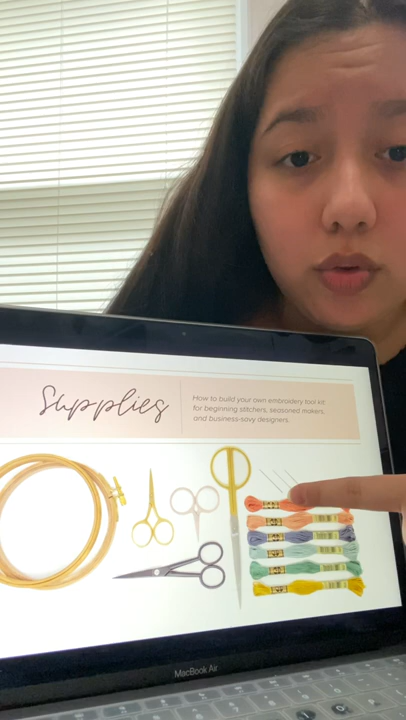 Supplies
How to build your own embroidery tool kit:
for beginning stitchers, seasoned makers,
and business-savvy designers.
MacBook Air